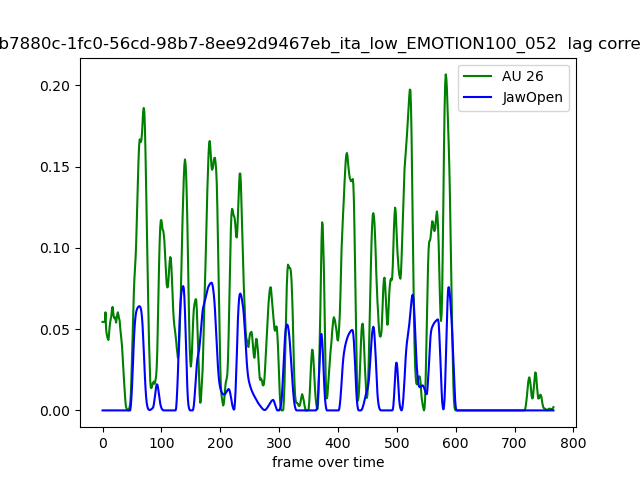 b7880c-1fc0-56cd-98b7-8ee92d9467eb_ita_low_EMOTION100_052 lag corre
AU 26
JawOpen
0.20
0.15
0.10
0.05
0.00
0 100 200 300 400 500 600 700 800
frame over time